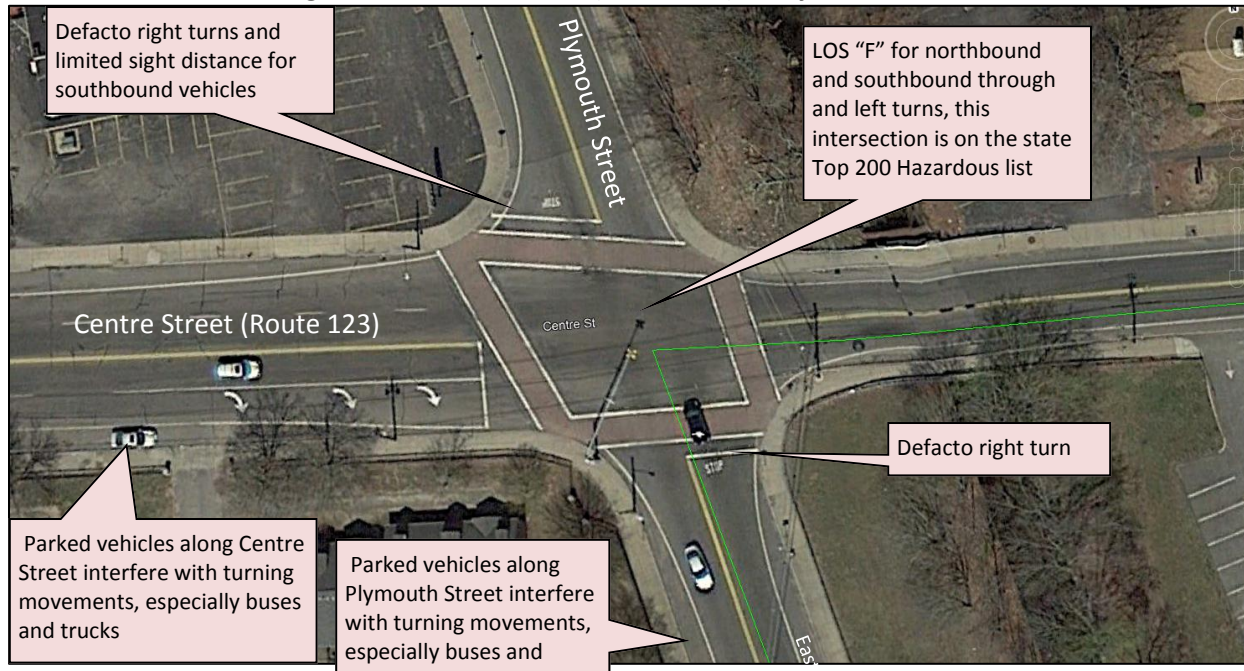 Defacto right turns and
limited sight distance for
southbound vehicles
Plymouth Street
LOS “F” for northbound
and southbound through
and left turns, this
intersection is on the state
Top 200 Hazardous list
STOP
Centre Street (Route 123)
Centre St
Defacto right turn
STOP
Parked vehicles along Centre
Street interfere with turning
movements, especially buses
and trucks
Parked vehicles along
Plymouth Street interfere
with turning movements,
especially buses and
East